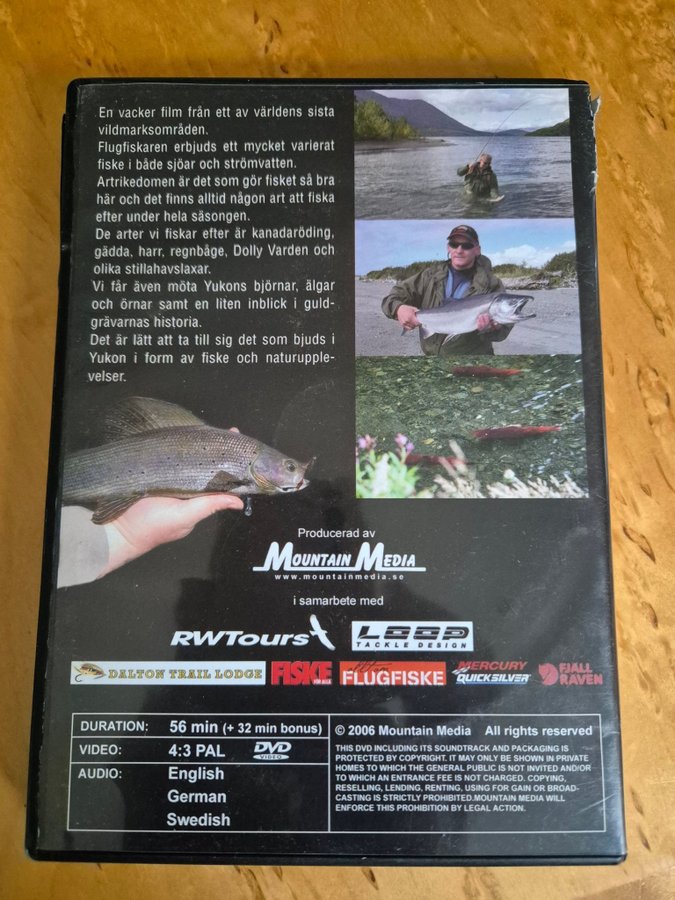 En vacker film från ett av världens sista
vildmarksområden.
Flugfiskaren erbjuds ett mycket varierat
fiske i både sjöar och strömvatten.
Artrikedomen är det som gör fisket så bra
här och det finns alltid någon art att fiska
efter under hela säsongen.
De arter vi fiskar efter är kanadaröding,
gädda, harr, regnbåge, Dolly Varden och
olika stillahavslaxar.
Vi får även möta Yukons björnar, älgar
och örnar samt en liten inblick i guld-
grävarnas historia.
Det är lätt att ta till sig det som bjuds i
Yukon i form av fiske och naturupple-
velser.
Producerad av
MOUNTAIN MEDIA
www.mountainmedia.se
i samarbete med
RWTours
LOOP
TACKLE DESIGN
DALTON TRAIL LODGE
FISKE
FÖR ALLA
FLUGFISKE
MERCURY
QUICKSILVER
FJÄLL
RÄVEN
DURATION: 56 min (+ 32 min bonus)
VIDEO: 4:3 PAL DVD
VIDEO
AUDIO: English
German
Swedish
© 2006 Mountain Media All rights reserved
THIS DVD INCLUDING ITS SOUNDTRACK AND PACKAGING IS
PROTECTED BY COPYRIGHT. IT MAY ONLY BE SHOWN IN PRIVATE
HOMES TO WHICH THE GENERAL PUBLIC IS NOT INVITED AND/OR
TO WHICH AN ENTRANCE FEE IS NOT CHARGED. COPYING,
RESELLING, LENDING, RENTING, USING FOR GAIN OR BROAD-
CASTING IS STRICTLY PROHIBITED.MOUNTAIN MEDIA WILL
ENFORCE THIS PROHIBITION BY LEGAL ACTION.